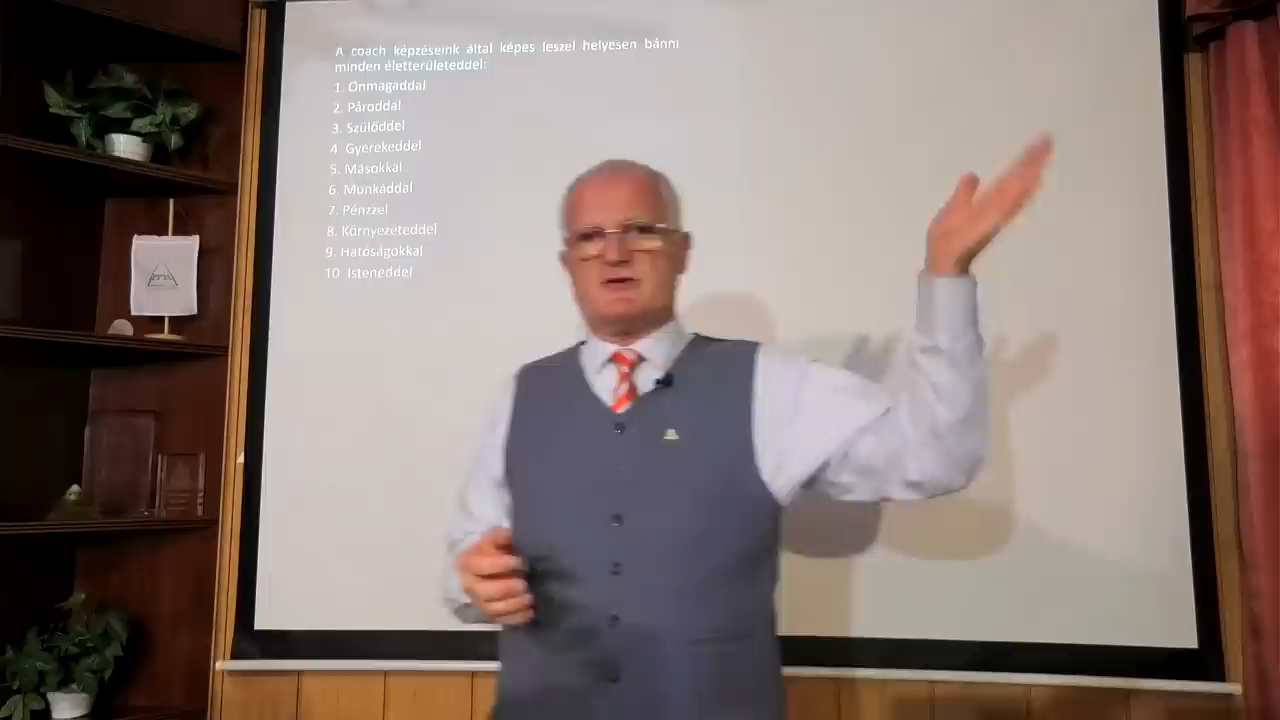 A coach képzéseink által képes leszel helyesen bánni
minden életterületeddel:
1. Önmagaddal
2. Pároddal
3. Szülőddel
4 Gyerekeddel
5. Másokkal
6. Munkáddal
7. Pénzzel
8. Környezeteddel
9. Hatóságokkal
10 Isteneddel